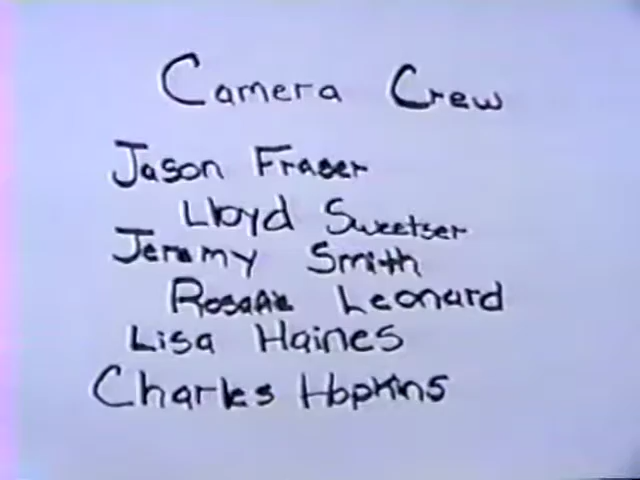 Camera Crew
Jason Fraser
Lloyd Sweetser
Jeremy Smith
Leonard
Lisa Haines
Charles Hopkins